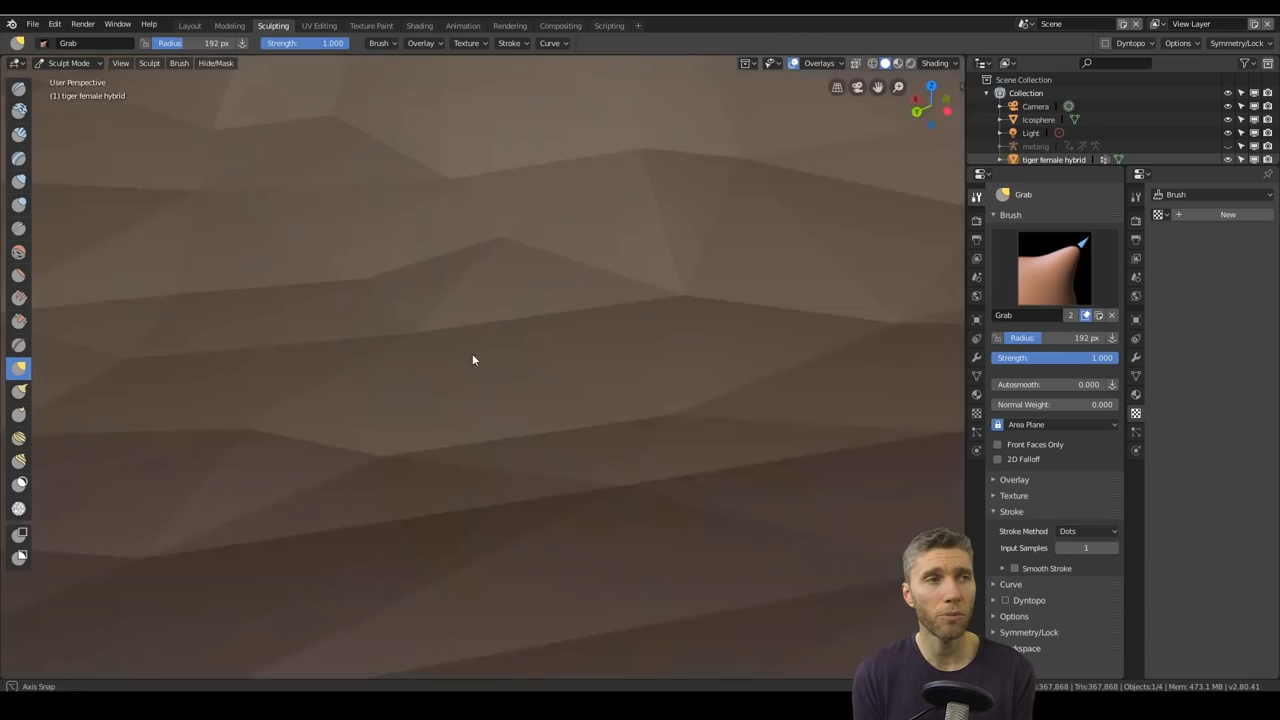 File Edit Render Window Help Layout Modeling Sculpting UV Editing Texture Paint Shading Animation Rendering Compositing Scripting + Scene View Layer
Grab Radius 192 px Strength: 1.000 Brush Overlay Texture Stroke Curve Dyntopo Options Symmetry/Lock
Sculpt Mode View Sculpt Brush Hide/Mask Overlays Shading
User Perspective
(1) tiger female hybrid
Z
Y
Scene Collection
Collection
Camera
Icosphere
Light
metarig
tiger female hybrid
Grab
Brush
Grab 2
Radius: 192 px
Strength: 1.000
Autosmooth: 0.000
Normal Weight: 0.000
Area Plane
Front Faces Only
2D Falloff
Overlay
Texture
Stroke
Stroke Method Dots
Input Samples 1
Smooth Stroke
Curve
Dyntopo
Options
Symmetry/Lock
kspace
Brush
+ New
Axis Snap
:367,868 | Tris:367,868 | Objects:1/4 | Mem: 473.1 MB | v2.80.41